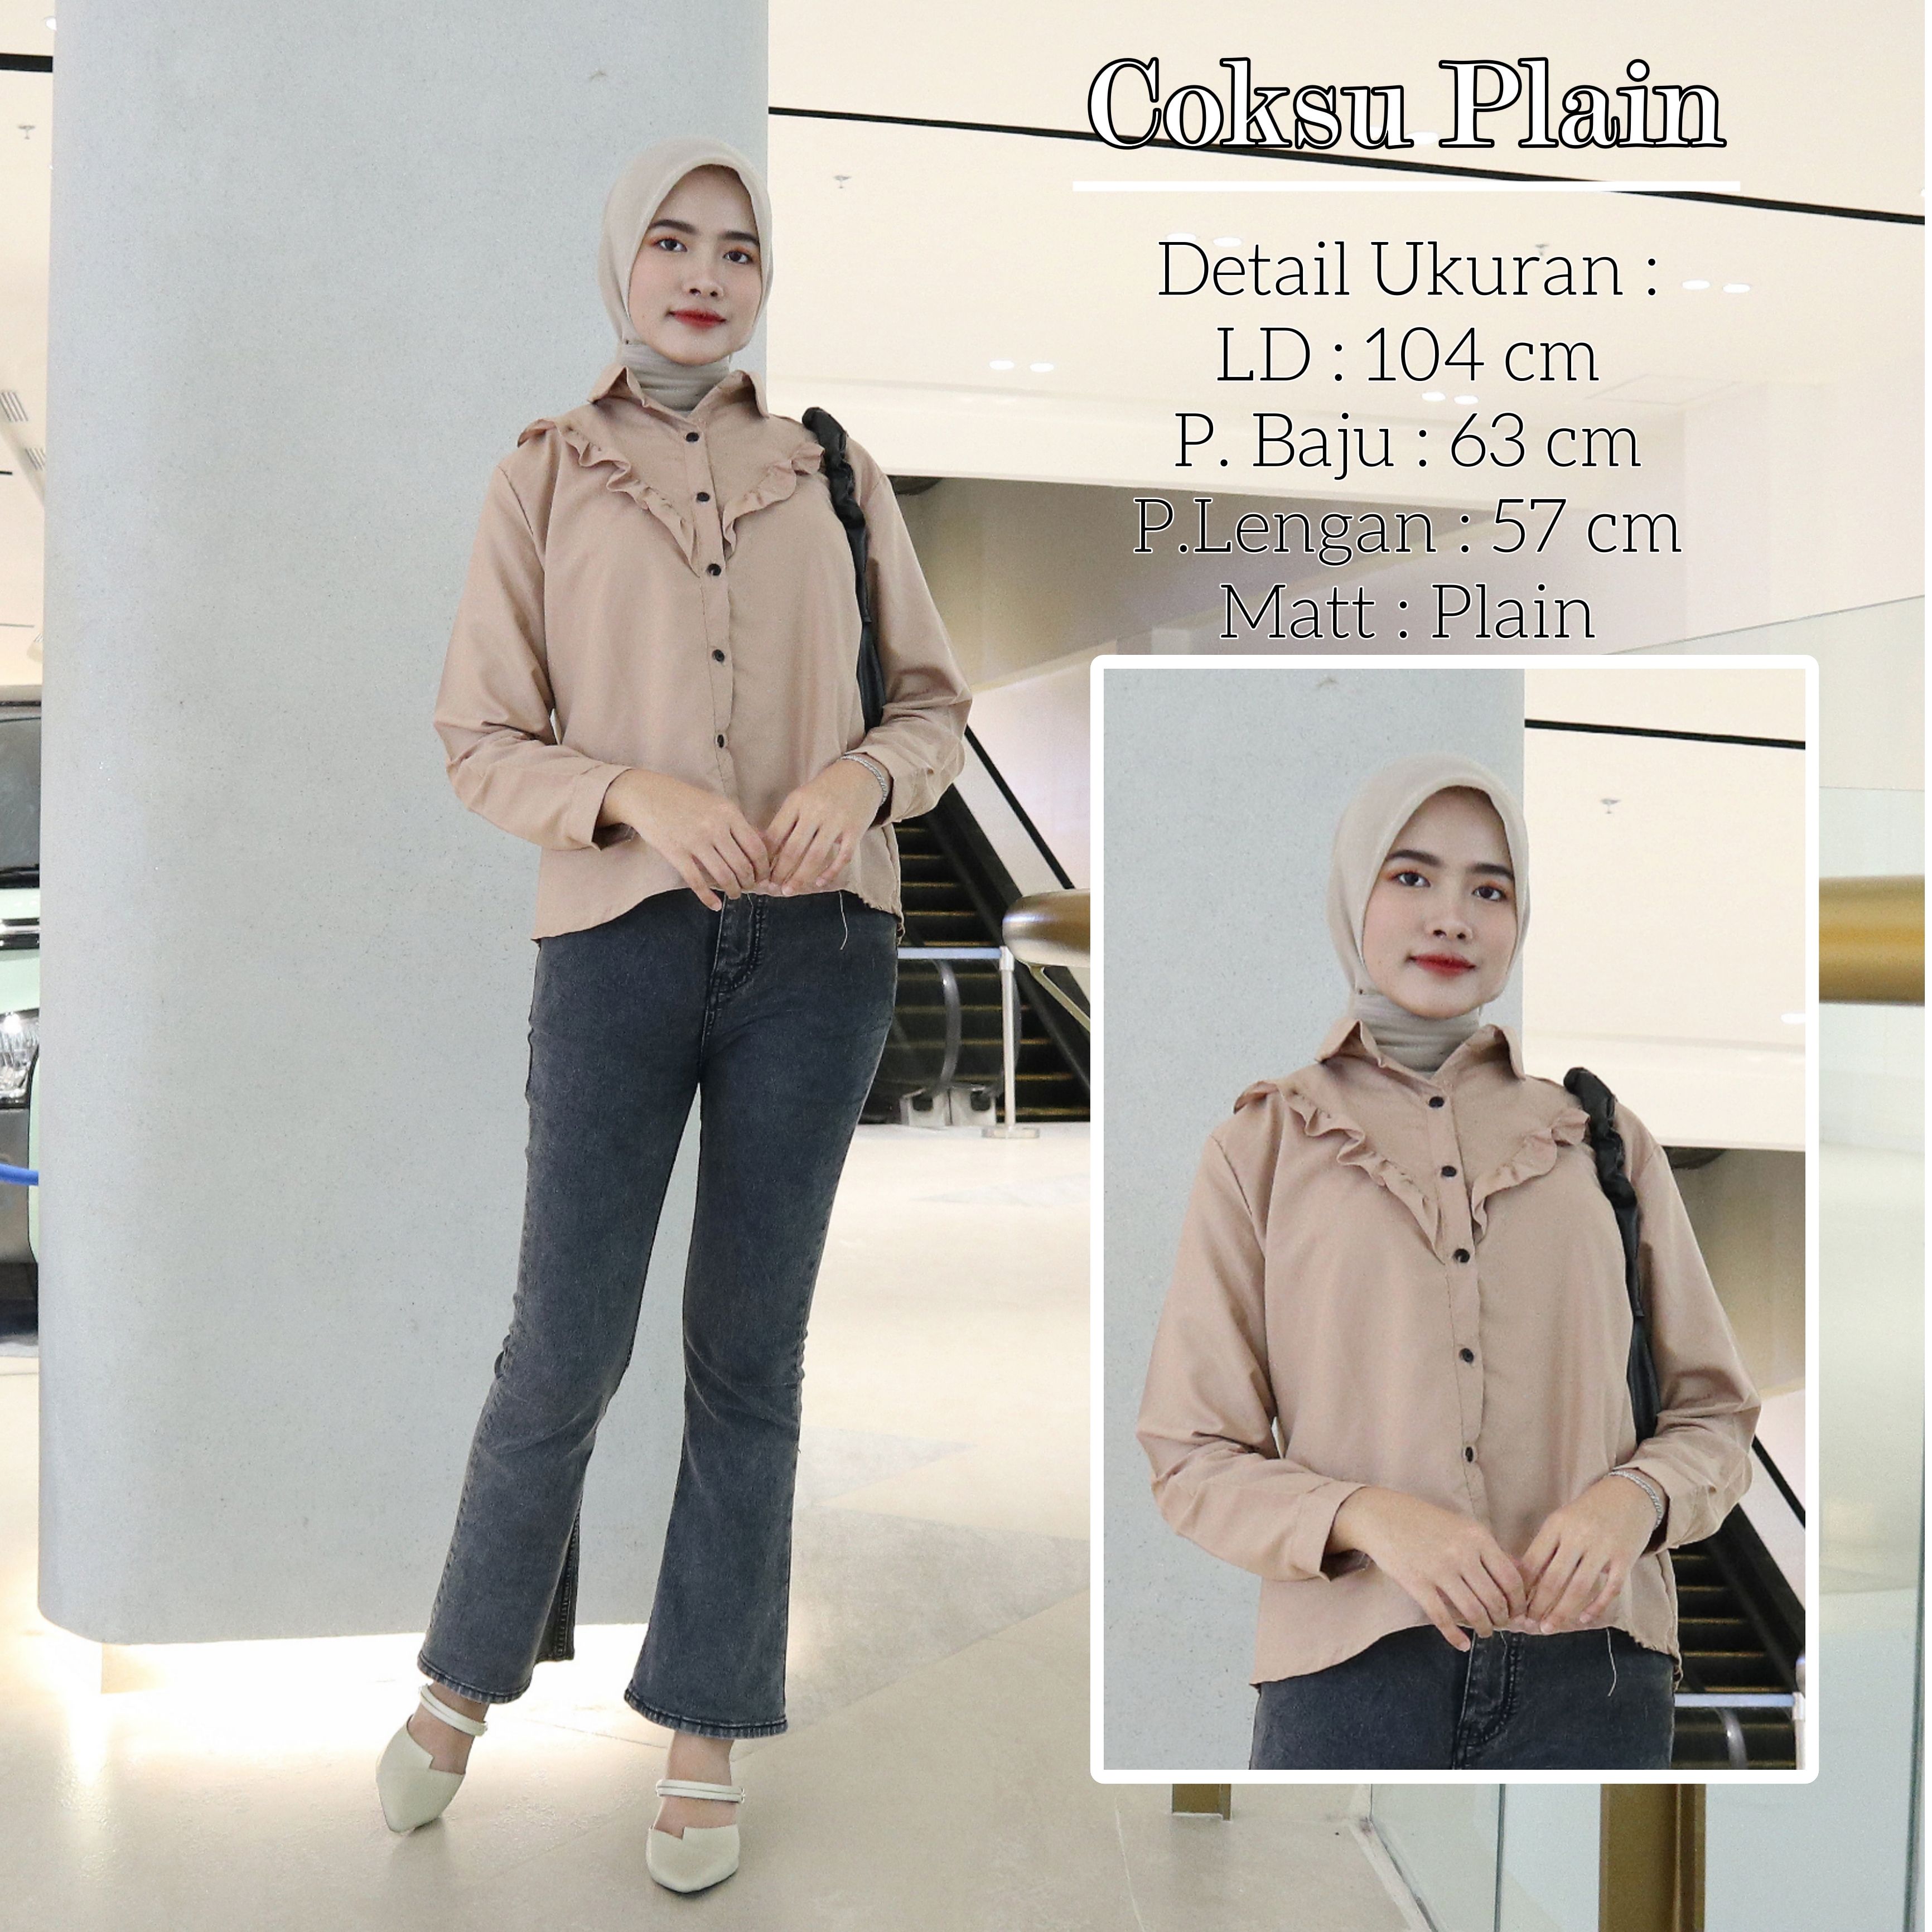 Coksu Plain
Detail Ukuran :
LD : 104 cm
P. Baju : 63 cm
P.Lengan : 57 cm
Matt : Plain